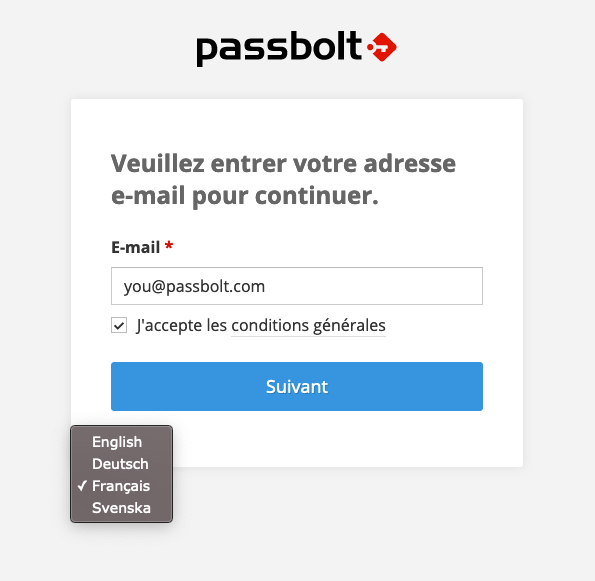 passbolt
Veuillez entrer votre adresse
e-mail pour continuer.
E-mail *
you@passbolt.com
J'accepte les conditions générales
Suivant
English
Deutsch
✓ Français
Svenska